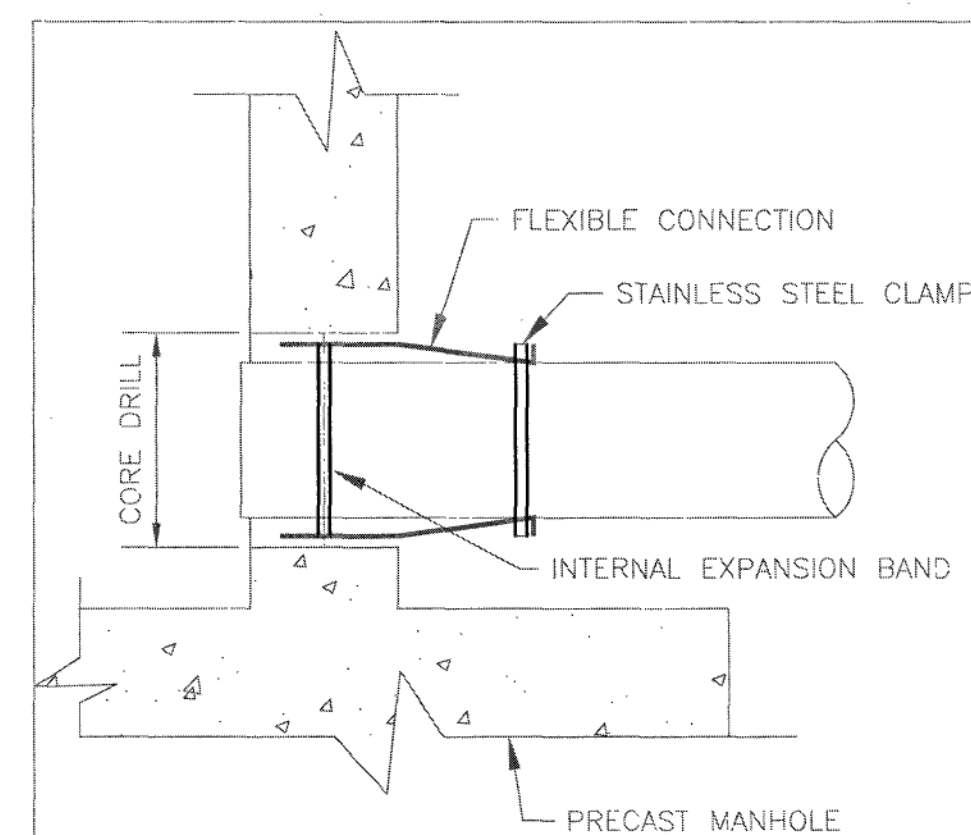 FLEXIBLE CONNECTION
STAINLESS STEEL CLAMP
CORE DRILL
INTERNAL EXPANSION BAND
PRECAST MANHOLE